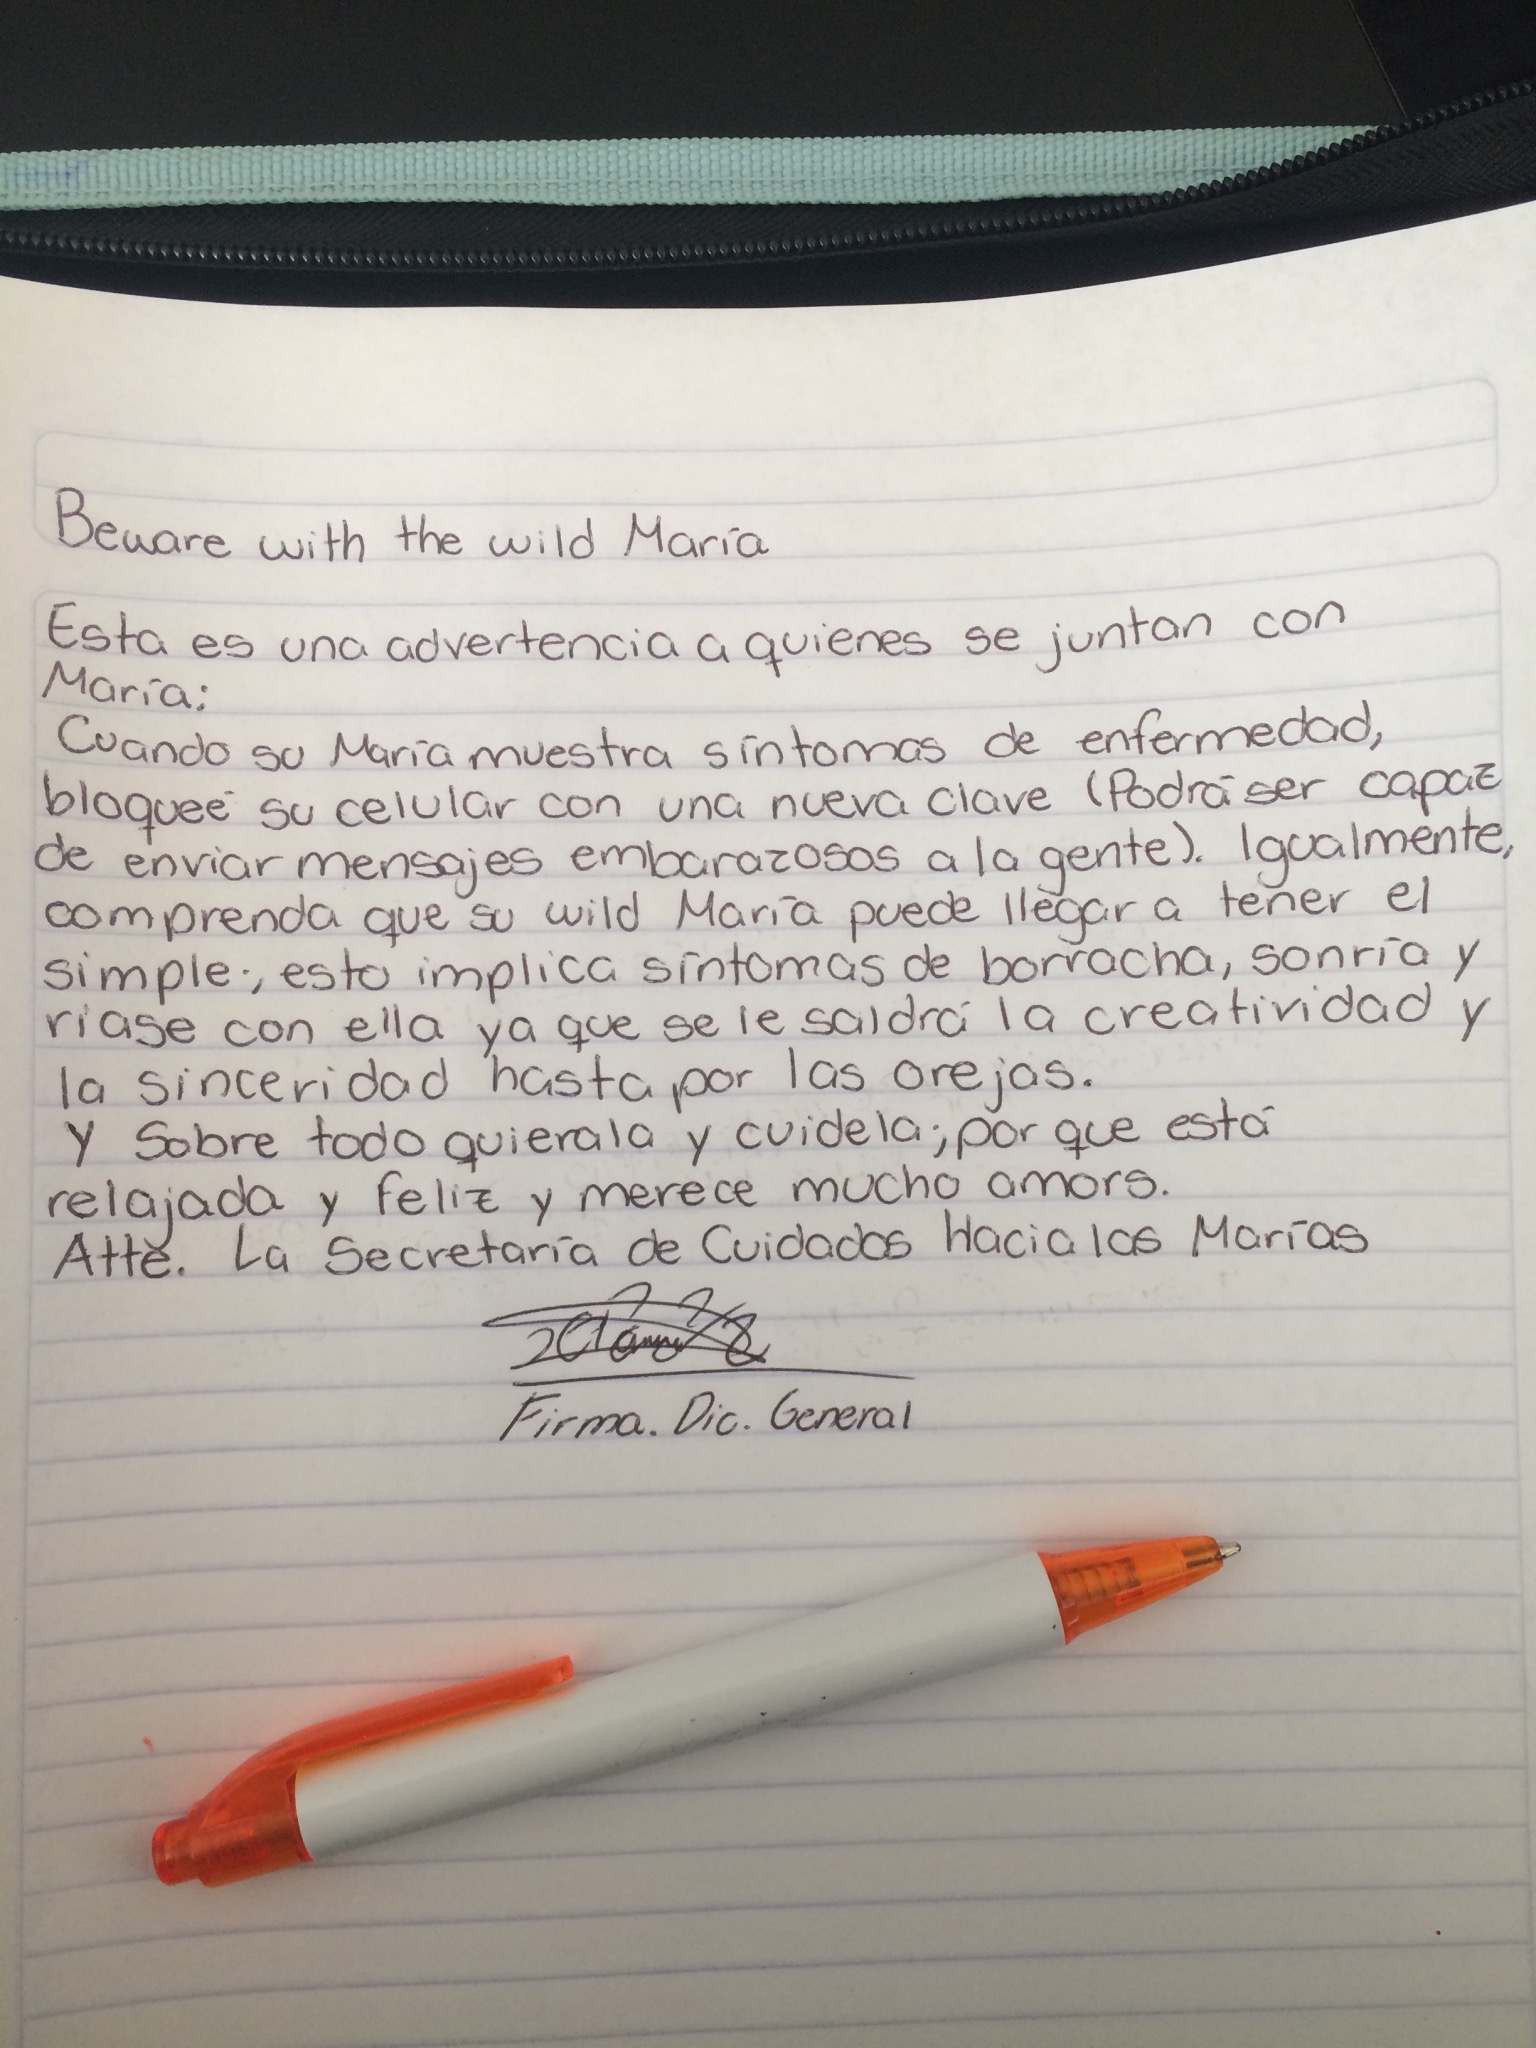 Beware with the wild María
Esta es una advertencia a quienes se juntan con
María:
Cuando su María muestra síntomas de enfermedad,
bloqueé su celular con una nueva clave (Podrá ser capaz
de enviar mensajes embarazosos a la gente). Igualmente,
comprenda que su wild María puede llegar a tener el
simple; esto implica síntomas de borracha, sonría y
ríase con ella ya que se le saldrá la creatividad y
la sinceridad hasta por las orejas.
Y Sobre todo quierala y cuidela; por que está
relajada y feliz y merece mucho amors.
Atte. La Secretaría de Cuidados Hacia las Marías
Firma. Dic. General